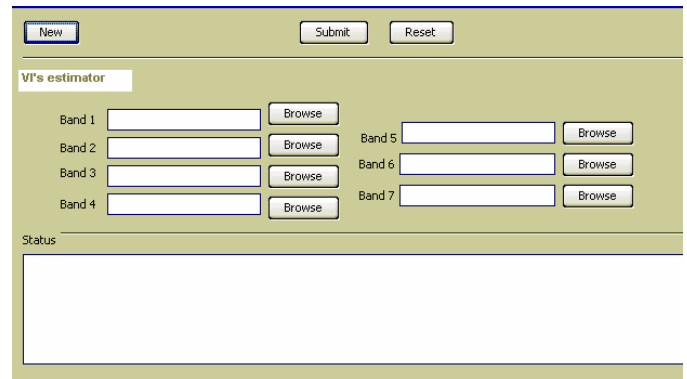 New Submit Reset
VI's estimator
Band 1 Browse
Band 2 Browse
Band 3 Browse
Band 4 Browse
Band 5 Browse
Band 6 Browse
Band 7 Browse
Status